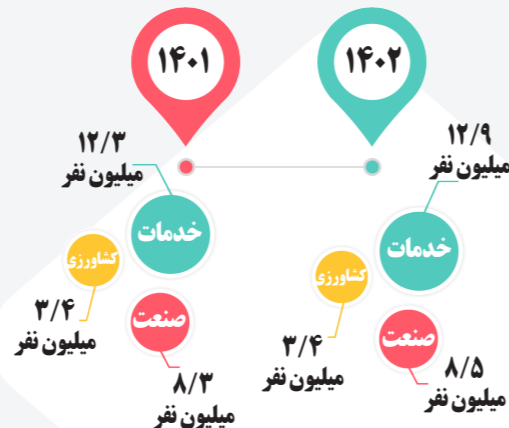 ۱۴۰۲
۱۲/۹
میلیون نفر
خدمات
کشاورزی
۳/۴
میلیون نفر
صنعت
۸/۵
میلیون نفر
۱۴۰۱
۱۲/۳
میلیون نفر
خدمات
کشاورزی
۳/۴
میلیون نفر
صنعت
۸/۳
میلیون نفر